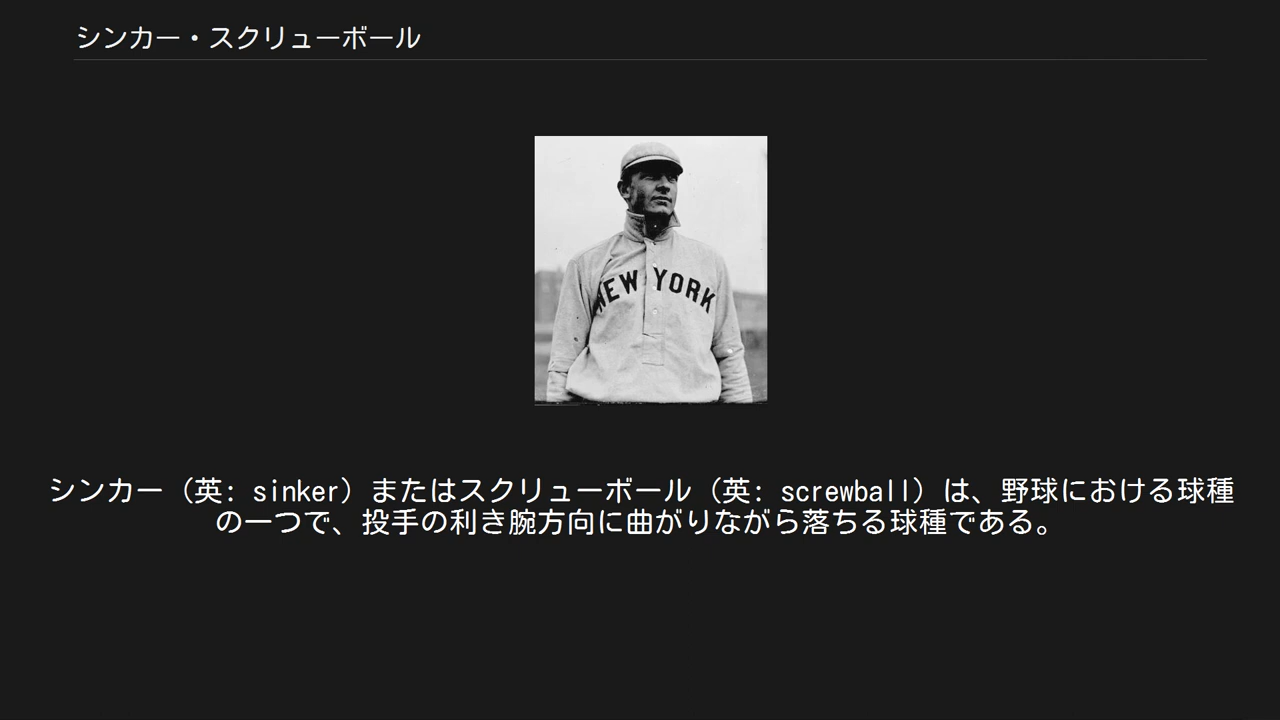 シンカー・スクリューボール
NEW YORK
シンカー（英: sinker）またはスクリューボール（英: screwball）は、野球における球種
の一つで、投手の利き腕方向に曲がりながら落ちる球種である。